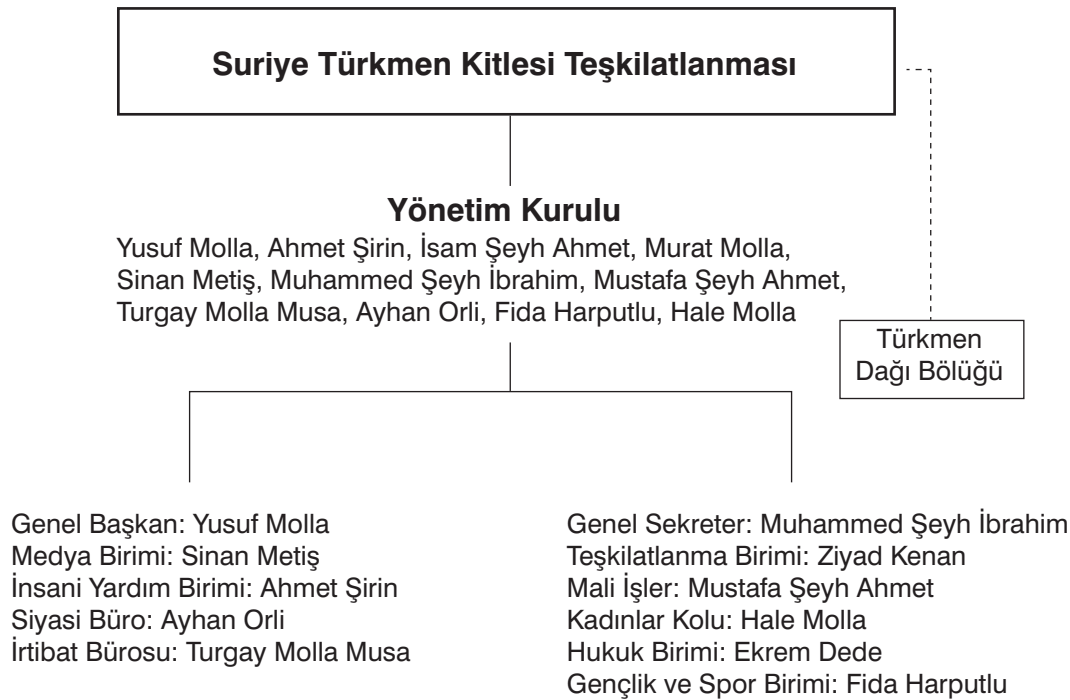 Suriye Türkmen Kitlesi Teşkilatlanması
Yönetim Kurulu
Yusuf Molla, Ahmet Şirin, İsam Şeyh Ahmet, Murat Molla,
Sinan Metiş, Muhammed Şeyh İbrahim, Mustafa Şeyh Ahmet,
Turgay Molla Musa, Ayhan Orli, Fida Harputlu, Hale Molla
Türkmen
Dağı Bölüğü
Genel Başkan: Yusuf Molla
Medya Birimi: Sinan Metiş
İnsani Yardım Birimi: Ahmet Şirin
Siyasi Büro: Ayhan Orli
İrtibat Bürosu: Turgay Molla Musa
Genel Sekreter: Muhammed Şeyh İbrahim
Teşkilatlanma Birimi: Ziyad Kenan
Mali İşler: Mustafa Şeyh Ahmet
Kadınlar Kolu: Hale Molla
Hukuk Birimi: Ekrem Dede
Gençlik ve Spor Birimi: Fida Harputlu